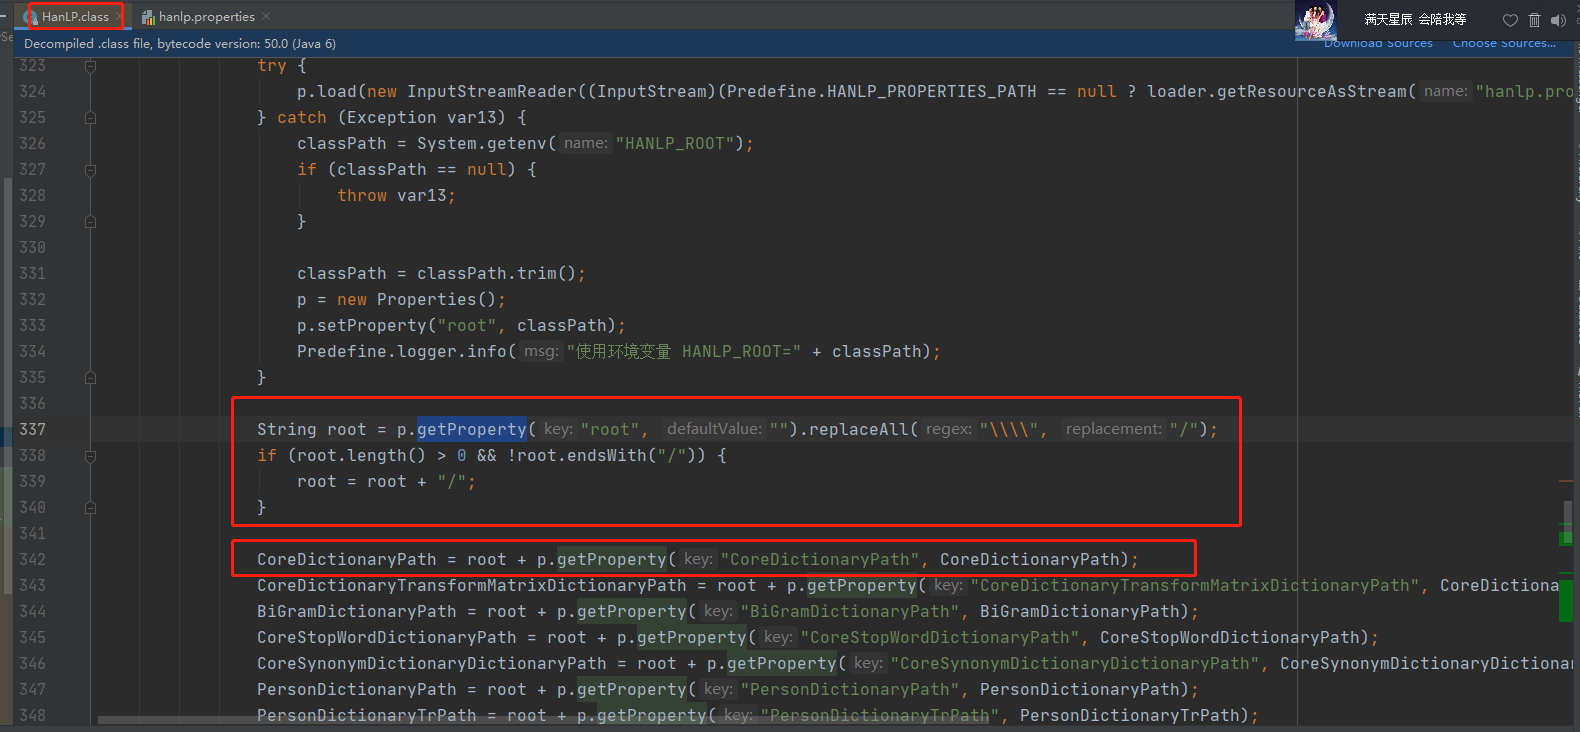 HanLP.class
hanlp.properties
满天星辰 会陪我等
Decompiled .class file, bytecode version: 50.0 (Java 6)
Download Sources
Choose Sources...
323 try {
324 p.load(new InputStreamReader((InputStream)(Predefine.HANLP_PROPERTIES_PATH == null ? loader.getResourceAsStream( name: "hanlp.pro
325 } catch (Exception var13) {
326 classPath = System.getenv( name: "HANLP_ROOT");
327 if (classPath == null) {
328 throw var13;
329 }
330
331 classPath = classPath.trim();
332 p = new Properties();
333 p.setProperty("root", classPath);
334 Predefine.logger.info( msg: "使用环境变量 HANLP_ROOT=" + classPath);
335 }
336
337 String root = p.getProperty( key: "root", defaultValue: "").replaceAll( regex: "\\\\", replacement: "/");
338 if (root.length() > 0 && !root.endsWith("/")) {
339 root = root + "/";
340 }
341
342 CoreDictionaryPath = root + p.getProperty( key: "CoreDictionaryPath", CoreDictionaryPath);
343 CoreDictionaryTransformMatrixDictionaryPath = root + p.getProperty( key: "CoreDictionaryTransformMatrixDictionaryPath", CoreDictiona
344 BiGramDictionaryPath = root + p.getProperty( key: "BiGramDictionaryPath", BiGramDictionaryPath);
345 CoreStopWordDictionaryPath = root + p.getProperty( key: "CoreStopWordDictionaryPath", CoreStopWordDictionaryPath);
346 CoreSynonymDictionaryDictionaryPath = root + p.getProperty( key: "CoreSynonymDictionaryDictionaryPath", CoreSynonymDictionaryDictionar
347 PersonDictionaryPath = root + p.getProperty( key: "PersonDictionaryPath", PersonDictionaryPath);
348 PersonDictionaryTrPath = root + p.getProperty( key: "PersonDictionaryTrPath", PersonDictionaryTrPath);